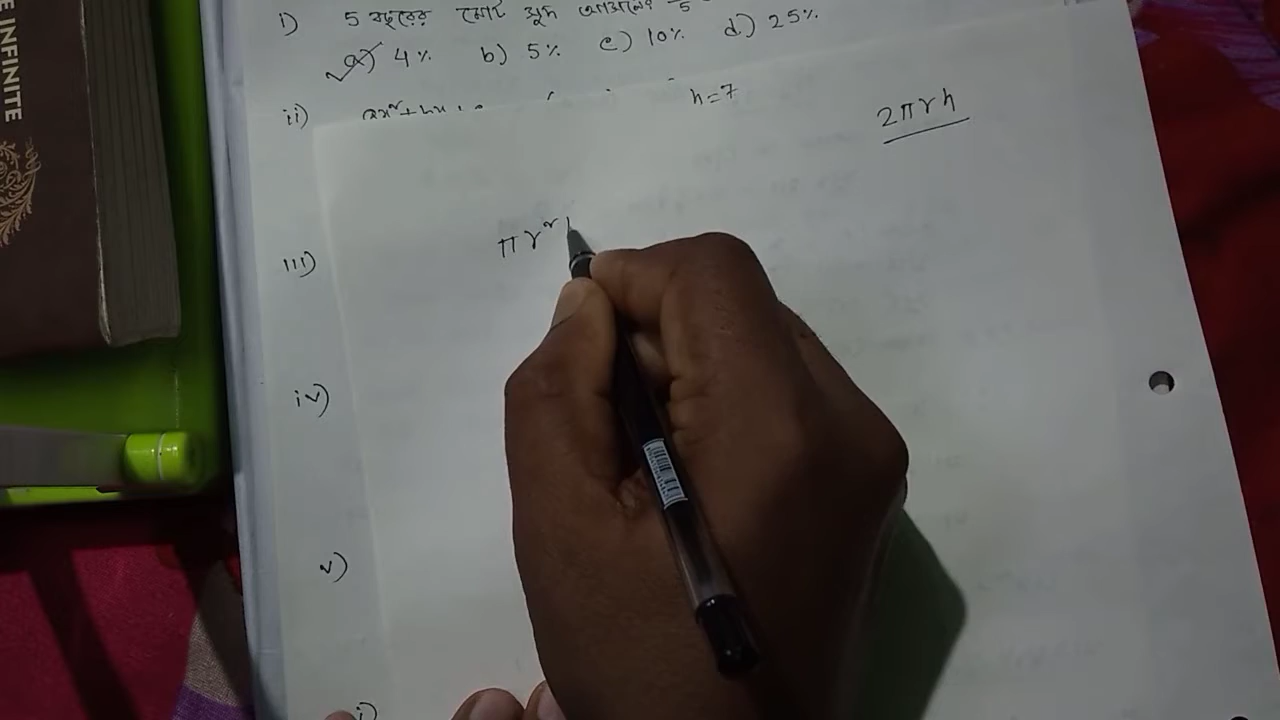 E INFINITE
i) 5 বছরের মোট সুদ আসলের
a) 4% b) 5% c) 10% d) 25%
ii) h=7
2πrh
iii) πr²
iv)
v)